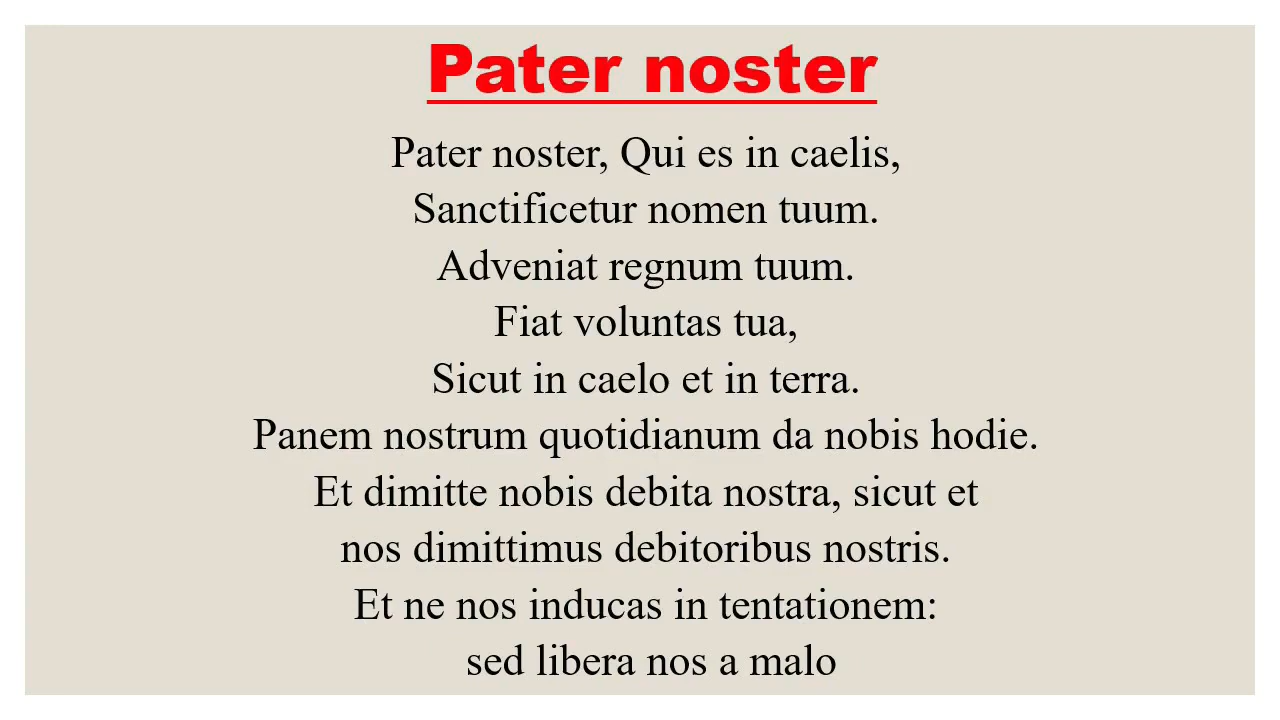 Pater noster
Pater noster, Qui es in caelis,
Sanctificetur nomen tuum.
Adveniat regnum tuum.
Fiat voluntas tua,
Sicut in caelo et in terra.
Panem nostrum quotidianum da nobis hodie.
Et dimitte nobis debita nostra, sicut et
nos dimittimus debitoribus nostris.
Et ne nos inducas in tentationem:
sed libera nos a malo